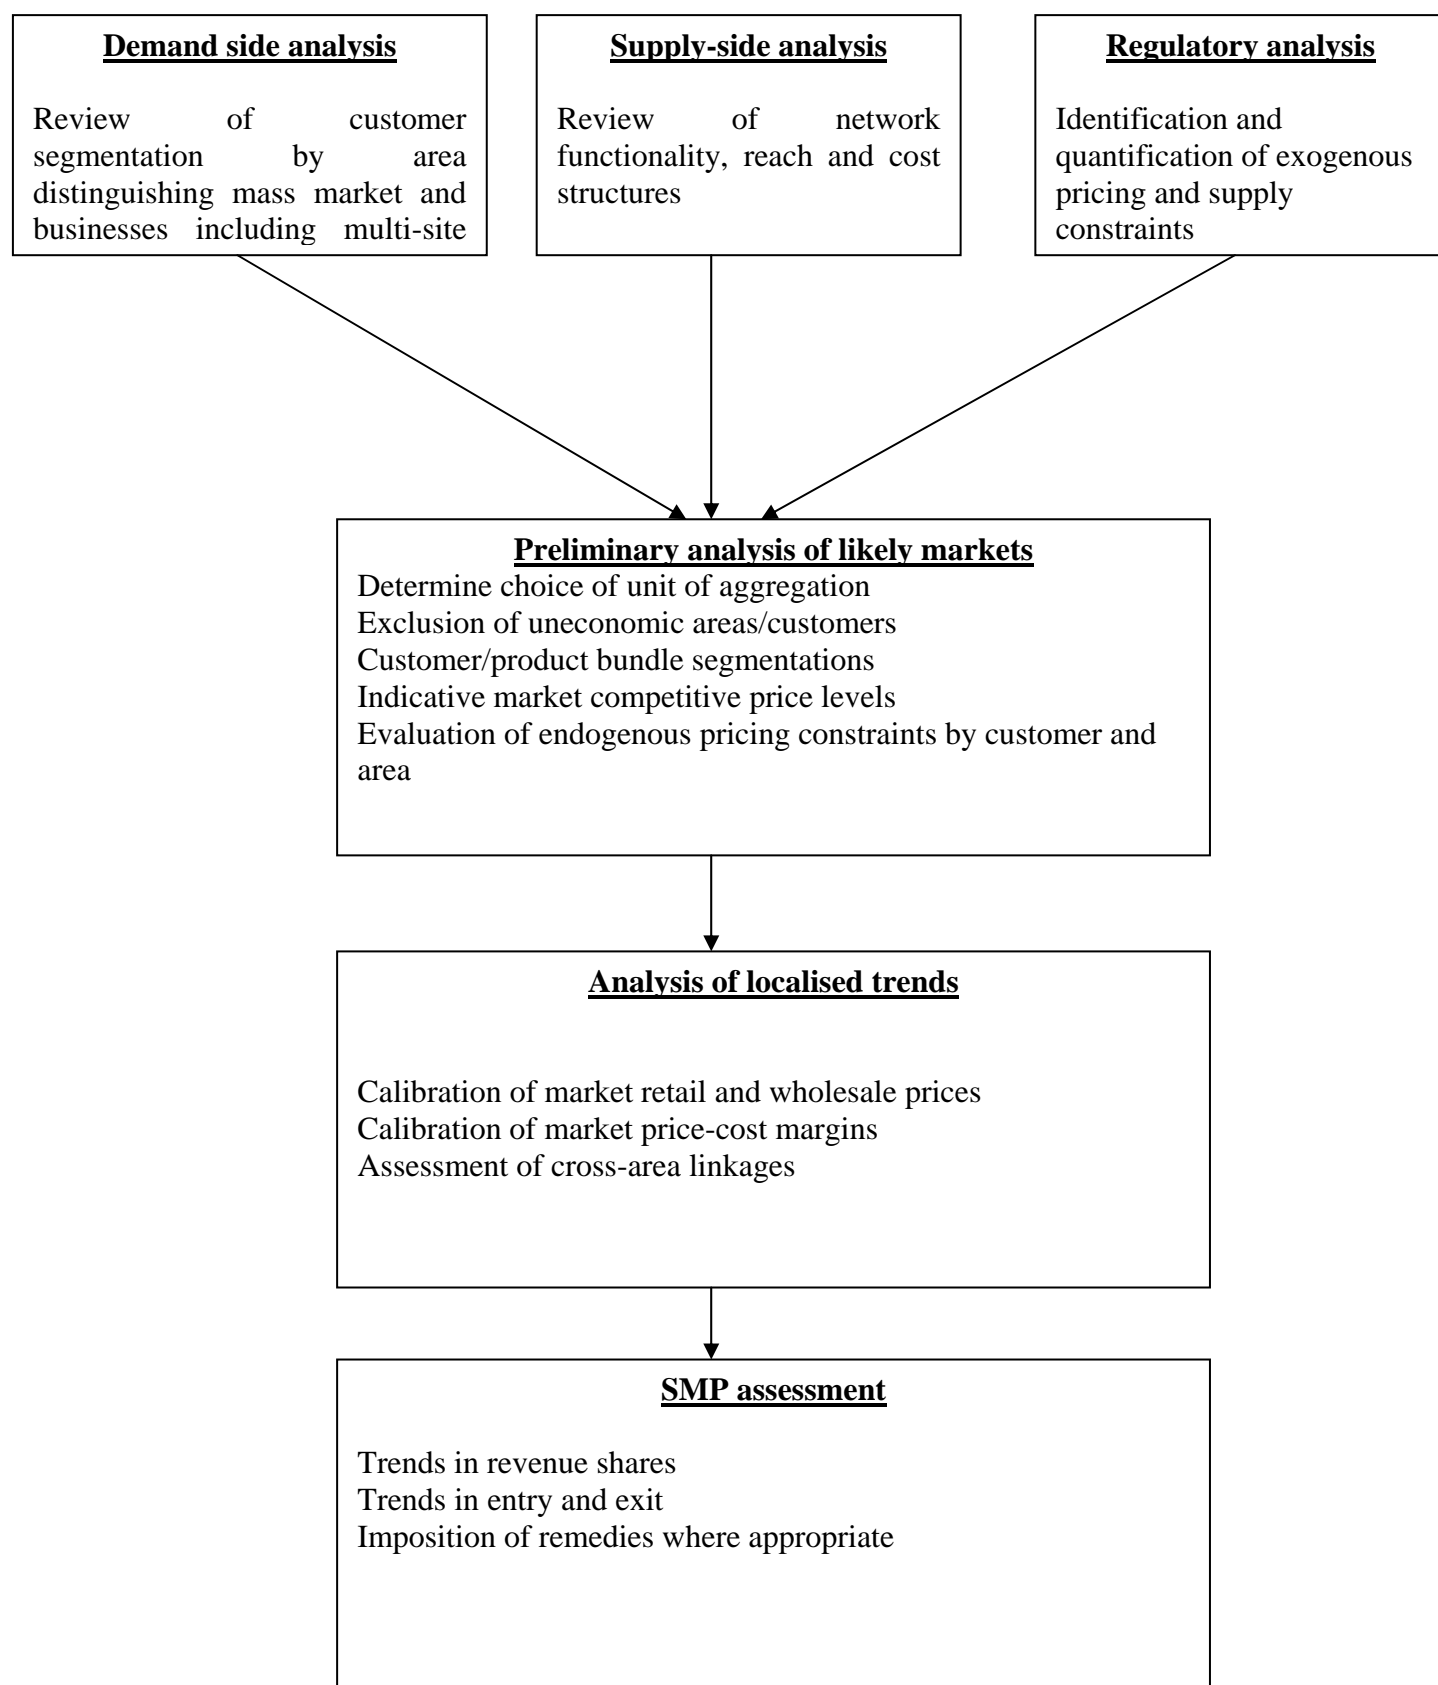 Demand side analysis
Review of customer
segmentation by area
distinguishing mass market and
businesses including multi-site
Supply-side analysis
Review of network
functionality, reach and cost
structures
Regulatory analysis
Identification and
quantification of exogenous
pricing and supply
constraints
Preliminary analysis of likely markets
Determine choice of unit of aggregation
Exclusion of uneconomic areas/customers
Customer/product bundle segmentations
Indicative market competitive price levels
Evaluation of endogenous pricing constraints by customer and
area
Analysis of localised trends
Calibration of market retail and wholesale prices
Calibration of market price-cost margins
Assessment of cross-area linkages
SMP assessment
Trends in revenue shares
Trends in entry and exit
Imposition of remedies where appropriate